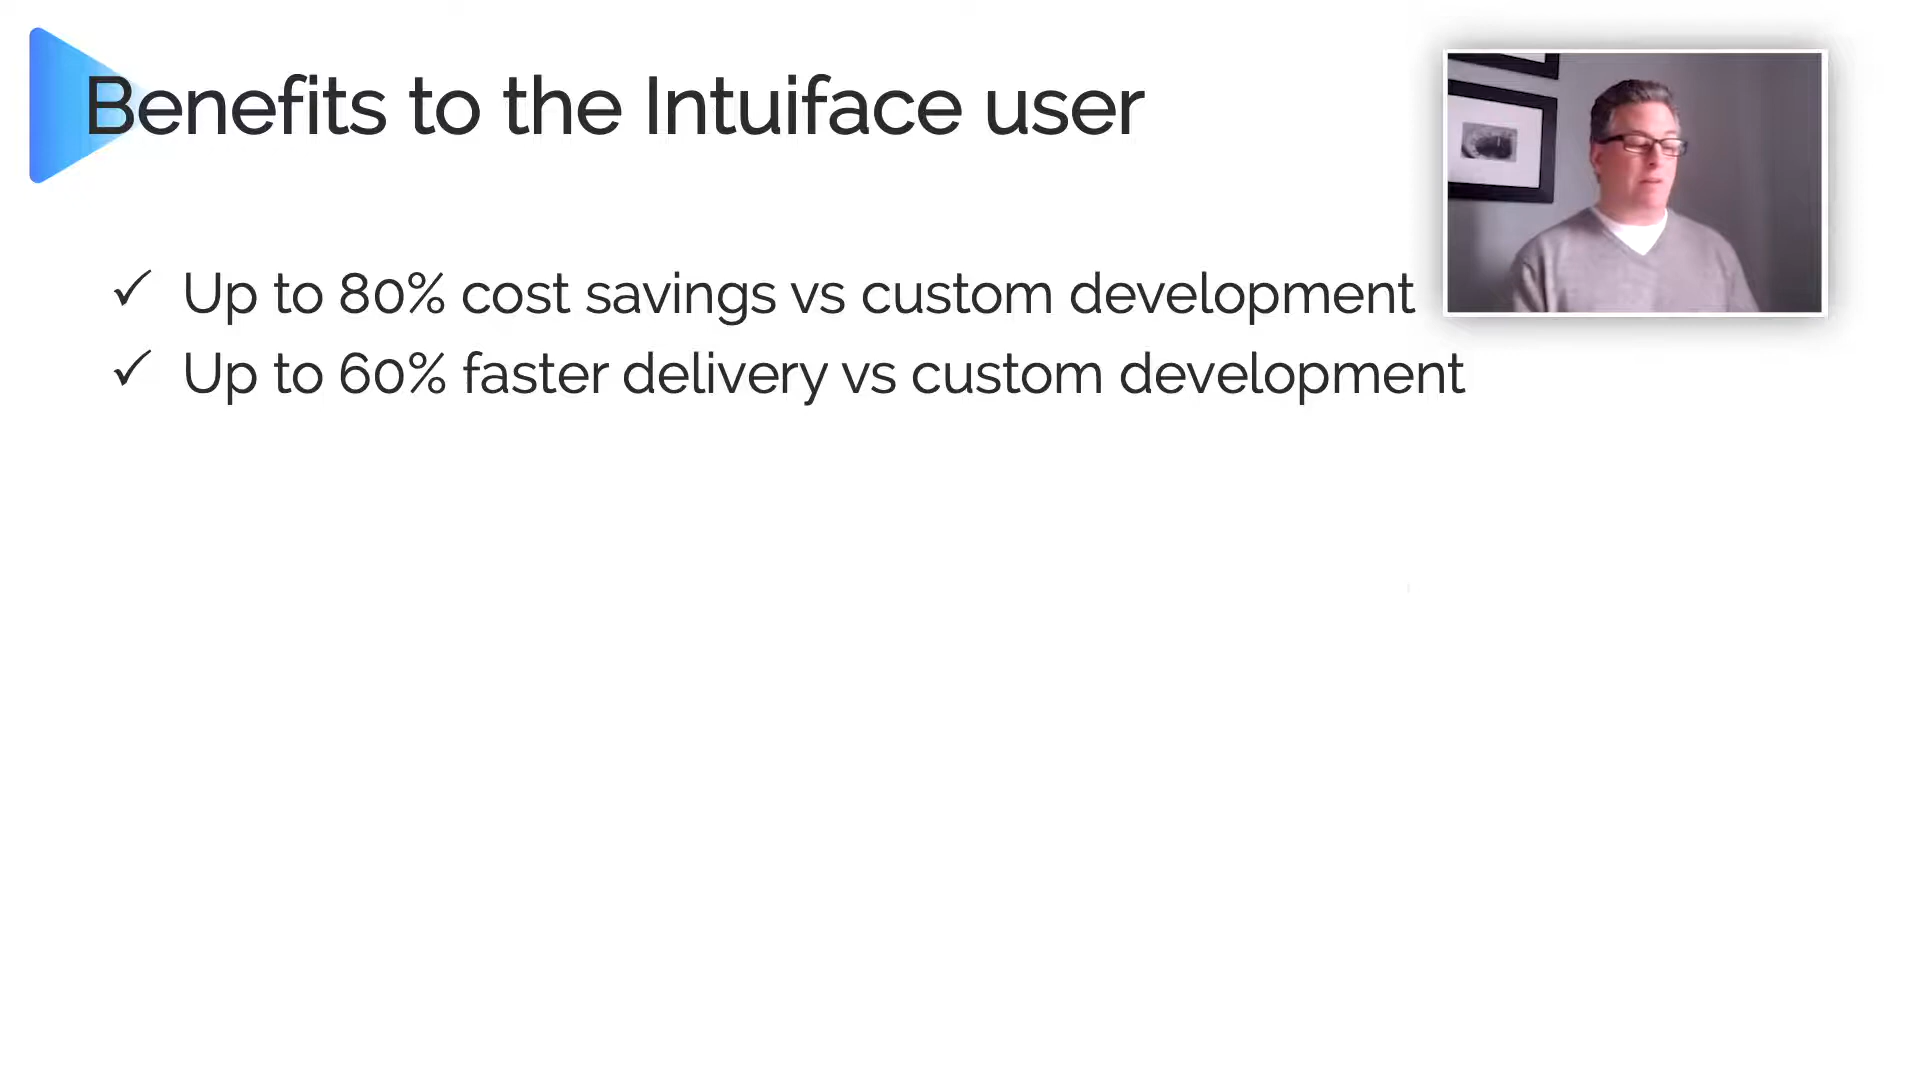 Benefits to the Intuiface user
✓ Up to 80% cost savings vs custom development
✓ Up to 60% faster delivery vs custom development